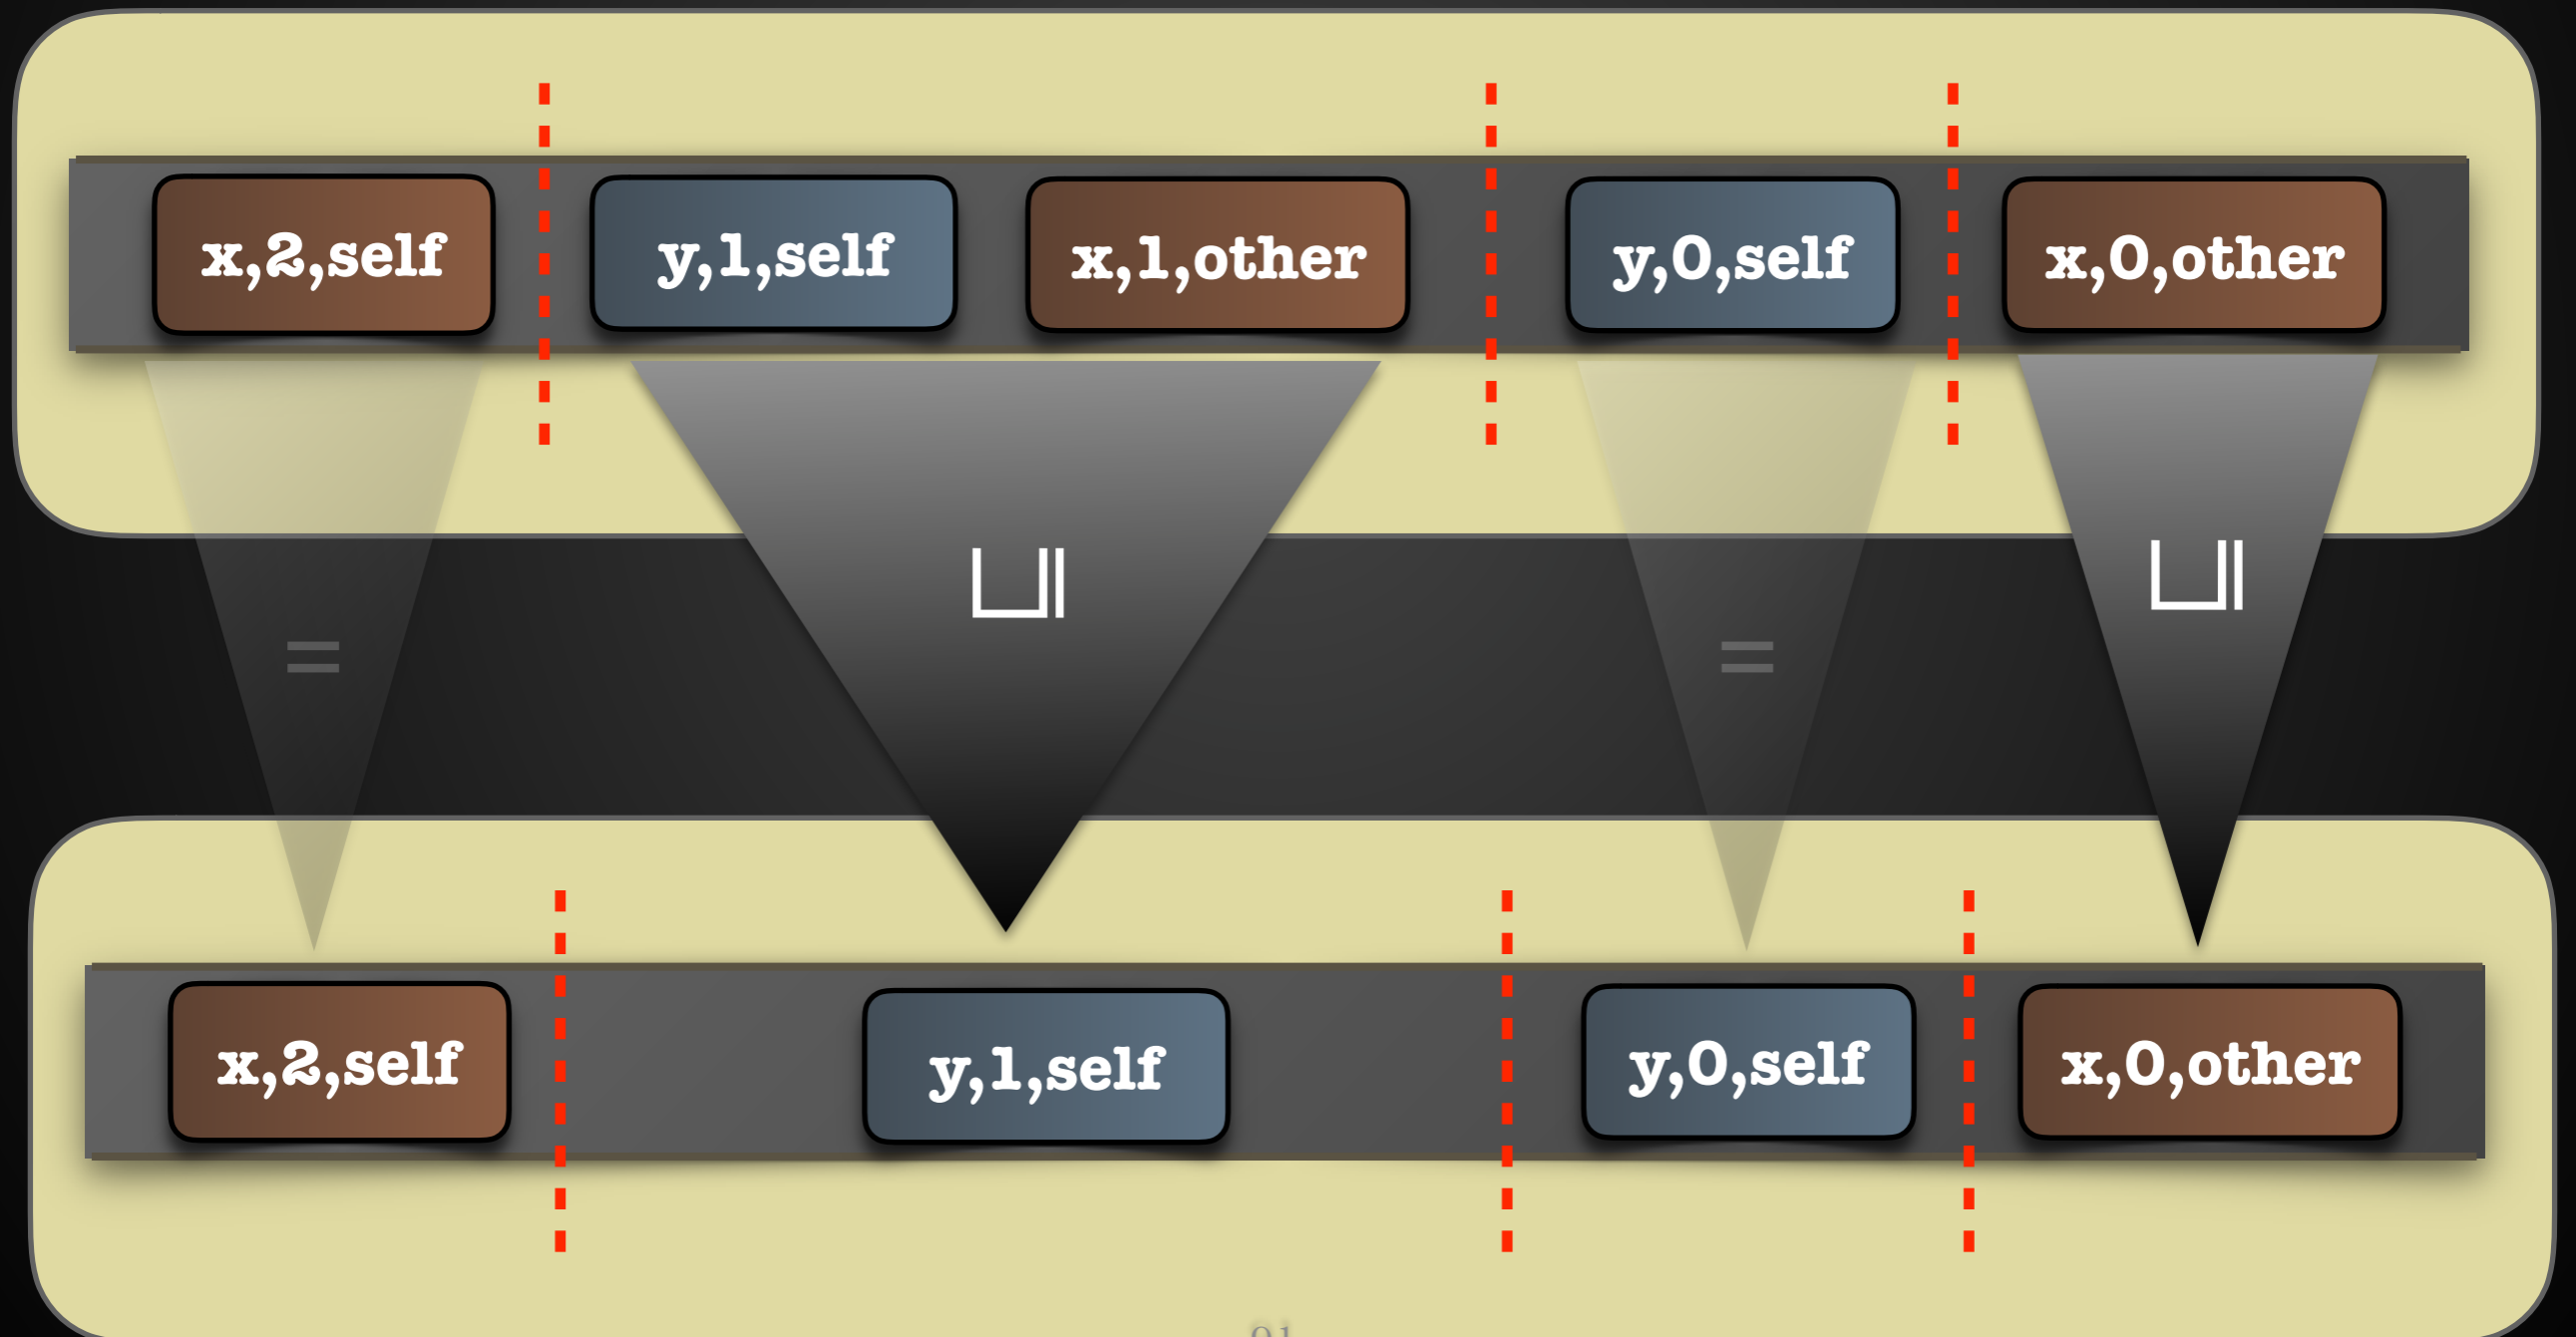 x,2,self y,1,self x,1,other y,0,self x,0,other
= ⊔| = ⊔|
x,2,self y,1,self y,0,self x,0,other